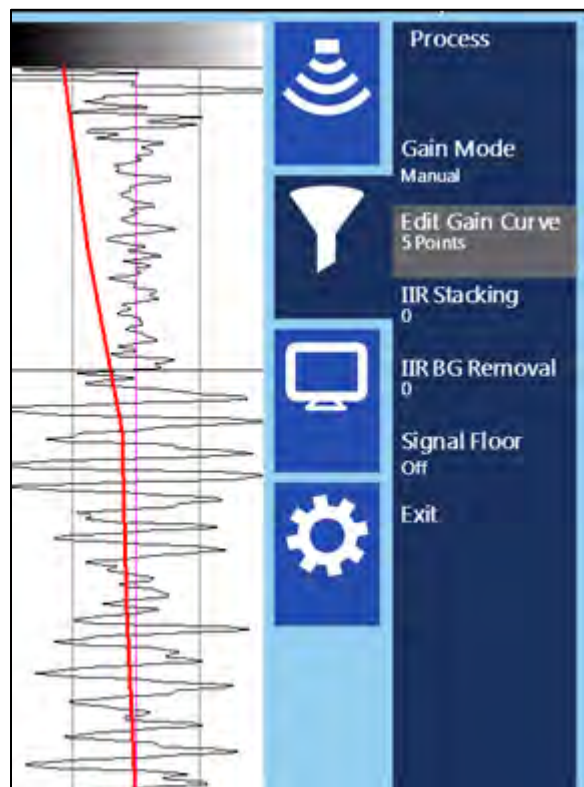 Process
Gain Mode
Manual
Edit Gain Curve
5 Points
IIR Stacking
0
IIR BG Removal
0
Signal Floor
Off
Exit